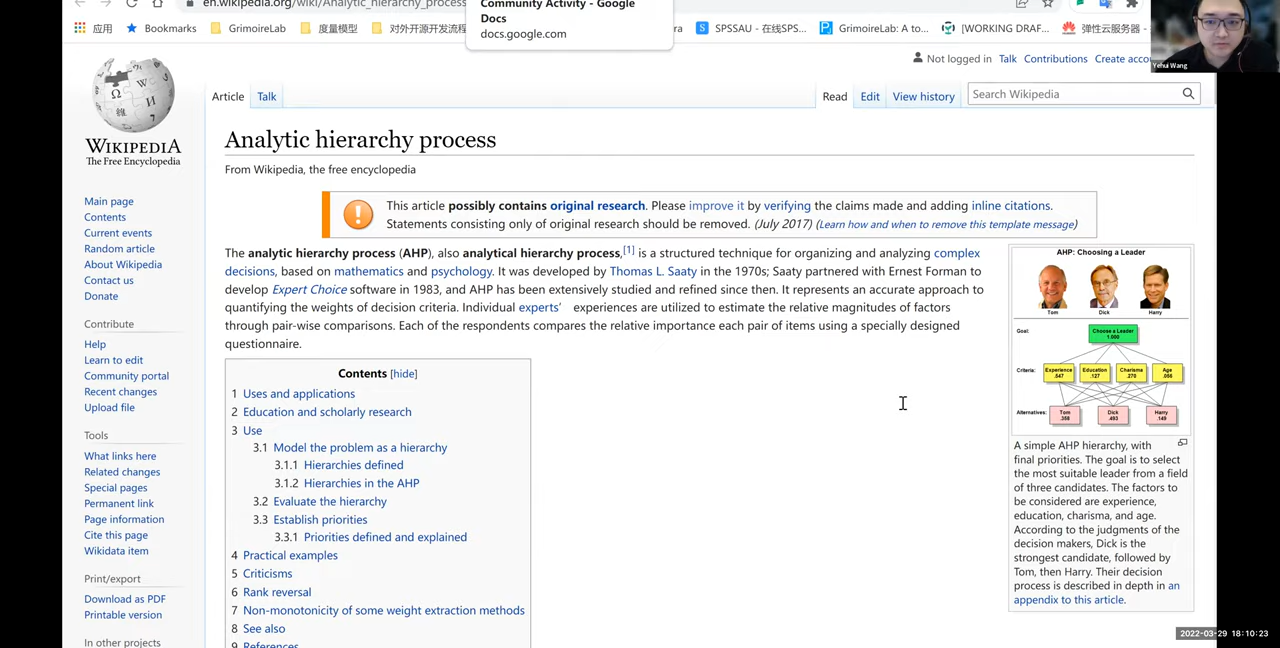 en.wikipedia.org/wiki/Analytic_hierarchy_process
Community Activity - Google
Docs
docs.google.com
应用
Bookmarks
GrimoireLab
度量模型
对外开源开发流程
SPSSAU - 在线SPS...
GrimoireLab: A to...
[WORKING DRAF...
弹性云服务器 -
Yehui Wang
Not logged in Talk Contributions Create acco
Article Talk
Read Edit View history
Search Wikipedia
WIKIPEDIA
The Free Encyclopedia
Main page
Contents
Current events
Random article
About Wikipedia
Contact us
Donate
Contribute
Help
Learn to edit
Community portal
Recent changes
Upload file
Tools
What links here
Related changes
Special pages
Permanent link
Page information
Cite this page
Wikidata item
Print/export
Download as PDF
Printable version
In other projects
Analytic hierarchy process
From Wikipedia, the free encyclopedia
This article possibly contains original research. Please improve it by verifying the claims made and adding inline citations.
Statements consisting only of original research should be removed. (July 2017) (Learn how and when to remove this template message)
The analytic hierarchy process (AHP), also analytical hierarchy process,[1] is a structured technique for organizing and analyzing complex
decisions, based on mathematics and psychology. It was developed by Thomas L. Saaty in the 1970s; Saaty partnered with Ernest Forman to
develop Expert Choice software in 1983, and AHP has been extensively studied and refined since then. It represents an accurate approach to
quantifying the weights of decision criteria. Individual experts' experiences are utilized to estimate the relative magnitudes of factors
through pair-wise comparisons. Each of the respondents compares the relative importance each pair of items using a specially designed
questionnaire.
Contents [hide]
1 Uses and applications
2 Education and scholarly research
3 Use
3.1 Model the problem as a hierarchy
3.1.1 Hierarchies defined
3.1.2 Hierarchies in the AHP
3.2 Evaluate the hierarchy
3.3 Establish priorities
3.3.1 Priorities defined and explained
4 Practical examples
5 Criticisms
6 Rank reversal
7 Non-monotonicity of some weight extraction methods
8 See also
9 References
AHP: Choosing a Leader
Tom Dick Harry
Goal:
Choose a Leader
1.000
Criteria:
Experience
.547
Education
.127
Charisma
.270
Age
.056
Alternatives:
Tom
.358
Dick
.493
Harry
.149
A simple AHP hierarchy, with
final priorities. The goal is to select
the most suitable leader from a field
of three candidates. The factors to
be considered are experience,
education, charisma, and age.
According to the judgments of the
decision makers, Dick is the
strongest candidate, followed by
Tom, then Harry. Their decision
process is described in depth in an
appendix to this article.
2022-03-29 18:10:23